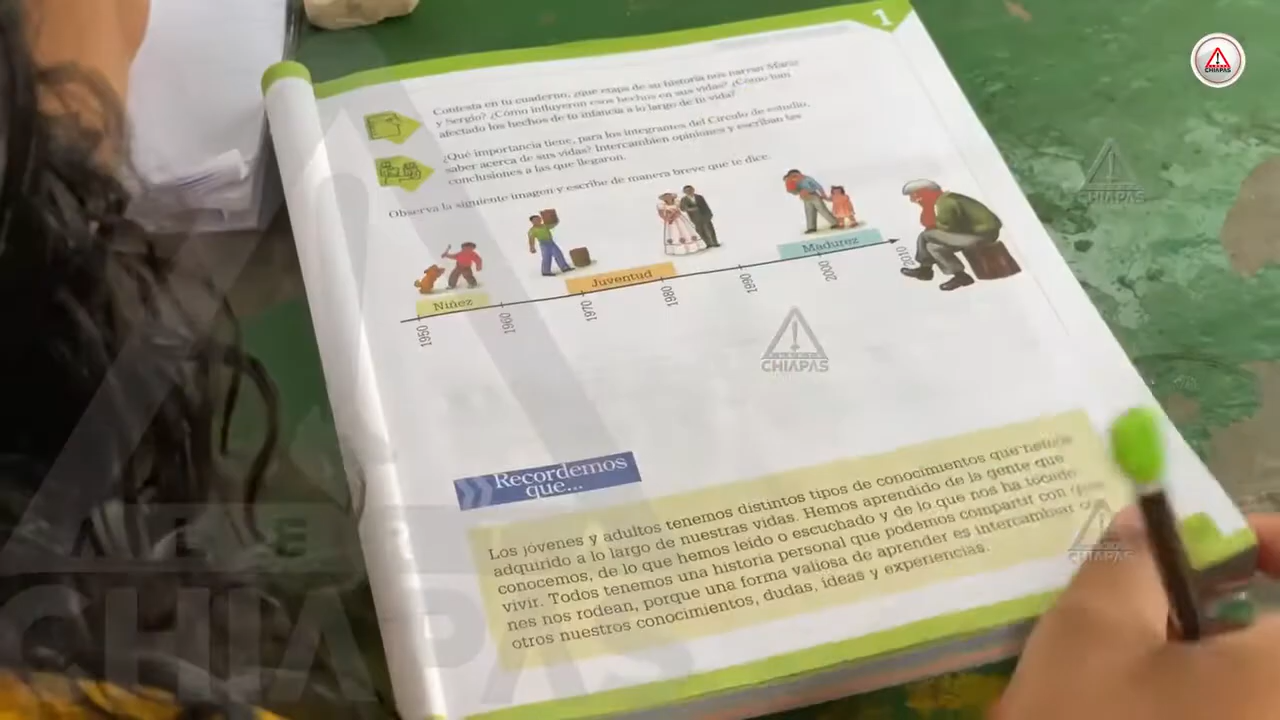 1
CHIAPAS
Contesta en tu cuaderno, ¿que etapa de su historia nos narran María
y Sergio? ¿Cómo influyeron esos hechos en sus vidas? ¿Cómo han
afectado los hechos de tu infancia a lo largo de tu vida?
¿Qué importancia tiene, para los integrantes del Círculo de estudio,
saber acerca de sus vidas? Intercambien opiniones y escriban las
conclusiones a las que llegaron.
Observa la siguiente imagen y escribe de manera breve que te dice.
Niñez
Juventud
Madurez
1950
1960
1970
1980
1990
2000
2010
CHIAPAS
Recordemos
que...
Los jóvenes y adultos tenemos distintos tipos de conocimientos que hemos
adquirido a lo largo de nuestras vidas. Hemos aprendido de la gente que
conocemos, de lo que hemos leído o escuchado y de lo que nos ha tocado
vivir. Todos tenemos una historia personal que podemos compartir con
nes nos rodean, porque una forma valiosa de aprender es intercambiar
otros nuestros conocimientos, dudas, ideas y experiencias.
CHIAPAS